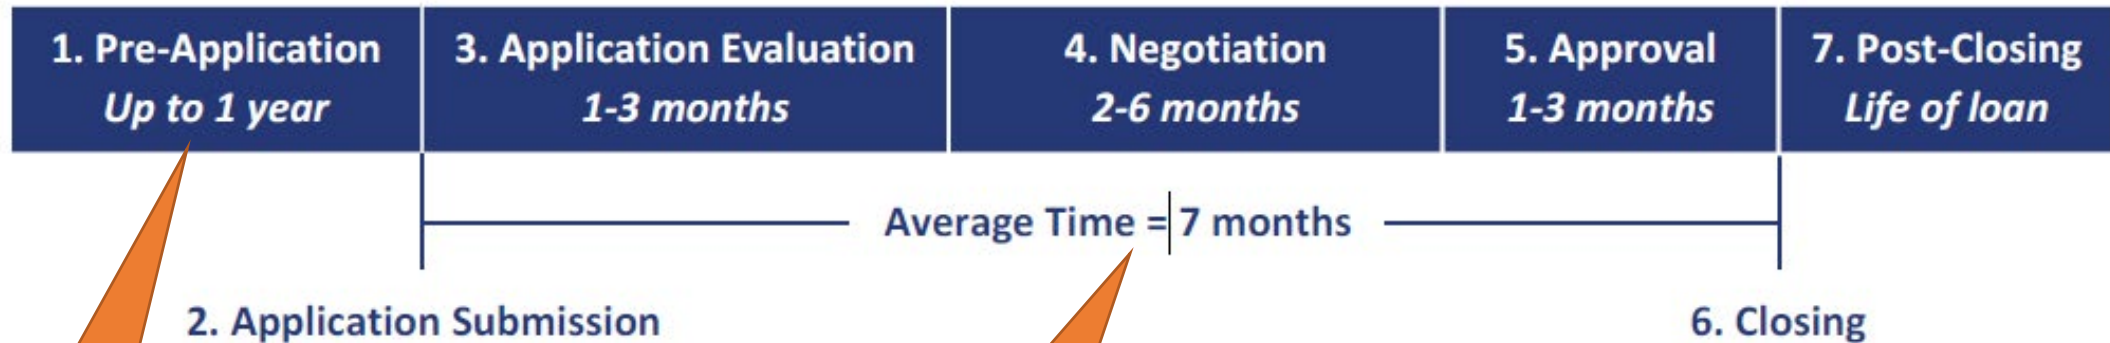 1. Pre-Application
Up to 1 year
3. Application Evaluation
1-3 months
4. Negotiation
2-6 months
5. Approval
1-3 months
7. Post-Closing
Life of loan
Average Time = 7 months
2. Application Submission
6. Closing